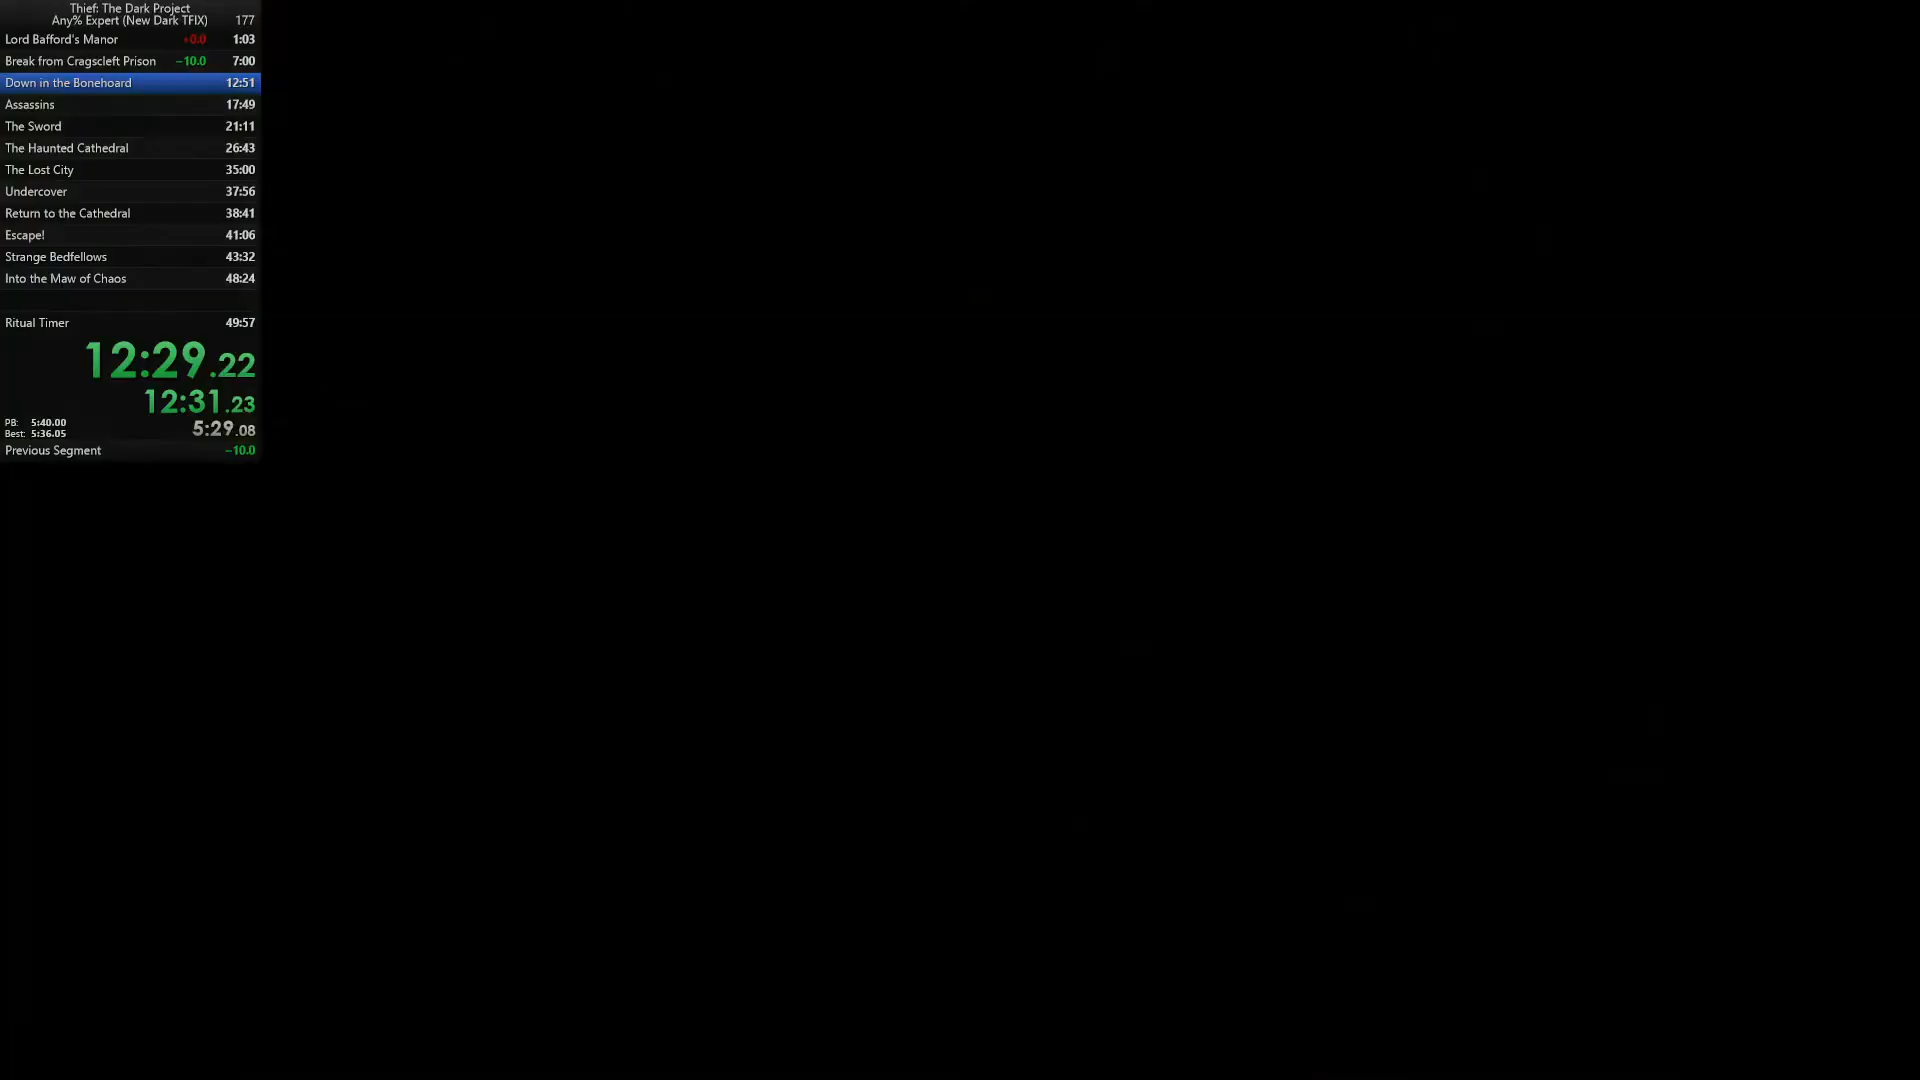 Thief: The Dark Project
Any% Expert (New Dark TFIX) 177
Lord Bafford's Manor +0.0 1:03
Break from Cragscleft Prison −10.0 7:00
Down in the Bonehoard 12:51
Assassins 17:49
The Sword 21:11
The Haunted Cathedral 26:43
The Lost City 35:00
Undercover 37:56
Return to the Cathedral 38:41
Escape! 41:06
Strange Bedfellows 43:32
Into the Maw of Chaos 48:24
Ritual Timer 49:57
12:29.22
12:31.23
PB: 5:40.00 5:29.08
Best: 5:36.05
Previous Segment −10.0